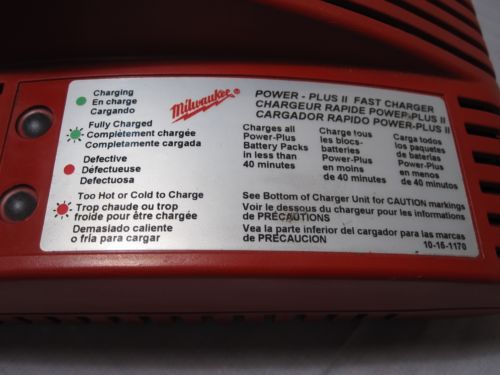 Charging
En charge
Cargando
Fully Charged
Complètement chargée
Completamente cargada
Defective
Défectueuse
Defectuosa
Too Hot or Cold to Charge
Trop chaude ou trop
froide pour être chargée
Demasiado caliente
o fria para cargar
Milwaukee®
POWER - PLUS II FAST CHARGER
CHARGEUR RAPIDE POWER-PLUS II
CARGADOR RAPIDO POWER-PLUS II
Charges all
Power-Plus
Battery Packs
in less than
40 minutes
Charge tous
les blocs-
batteries
Power-Plus
en moins
de 40 minutes
Carga todos
los paquetes
de baterias
Power-Plus
en menos
de 40 minutos
See Bottom of Charger Unit for CAUTION markings
Voir le dessous du chargeur pour les informations
de PRÉCAUTIONS
Vea la parte inferior del cargador para las marcas
de PRECAUCION
10-16-1170